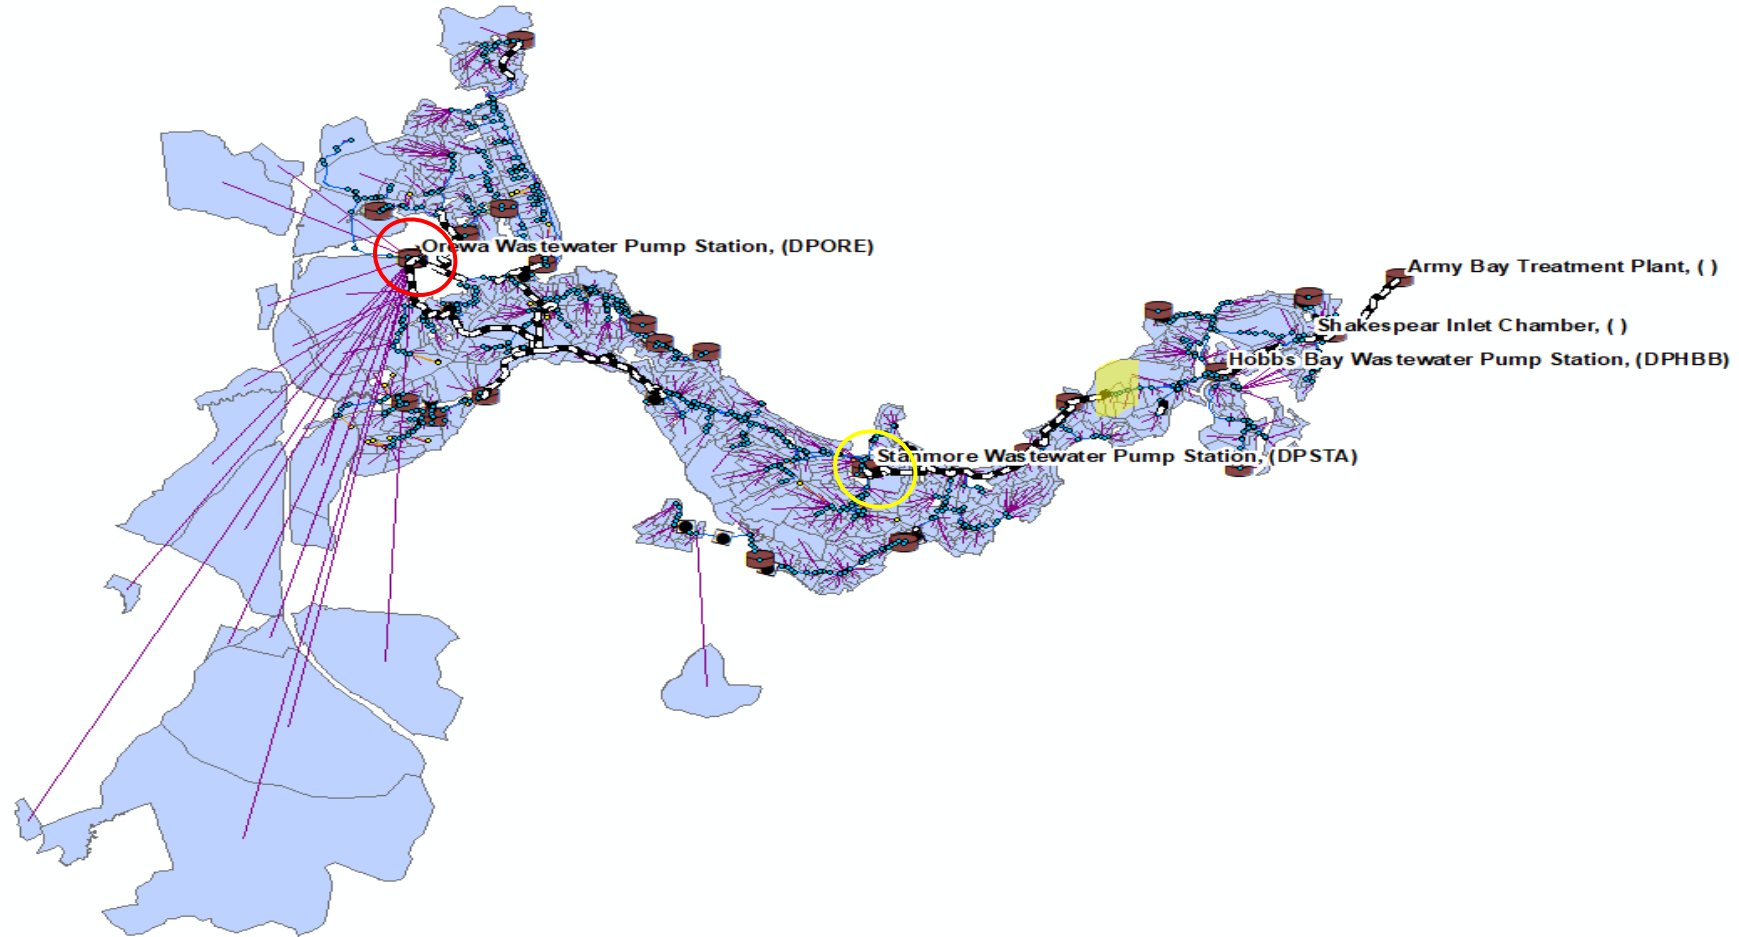 Orewa Wastewater Pump Station, (DPORE)
Army Bay Treatment Plant, ( )
Shakespear Inlet Chamber, ( )
Hobbs Bay Wastewater Pump Station, (DPHBB)
Stanmore Wastewater Pump Station, (DPSTA)